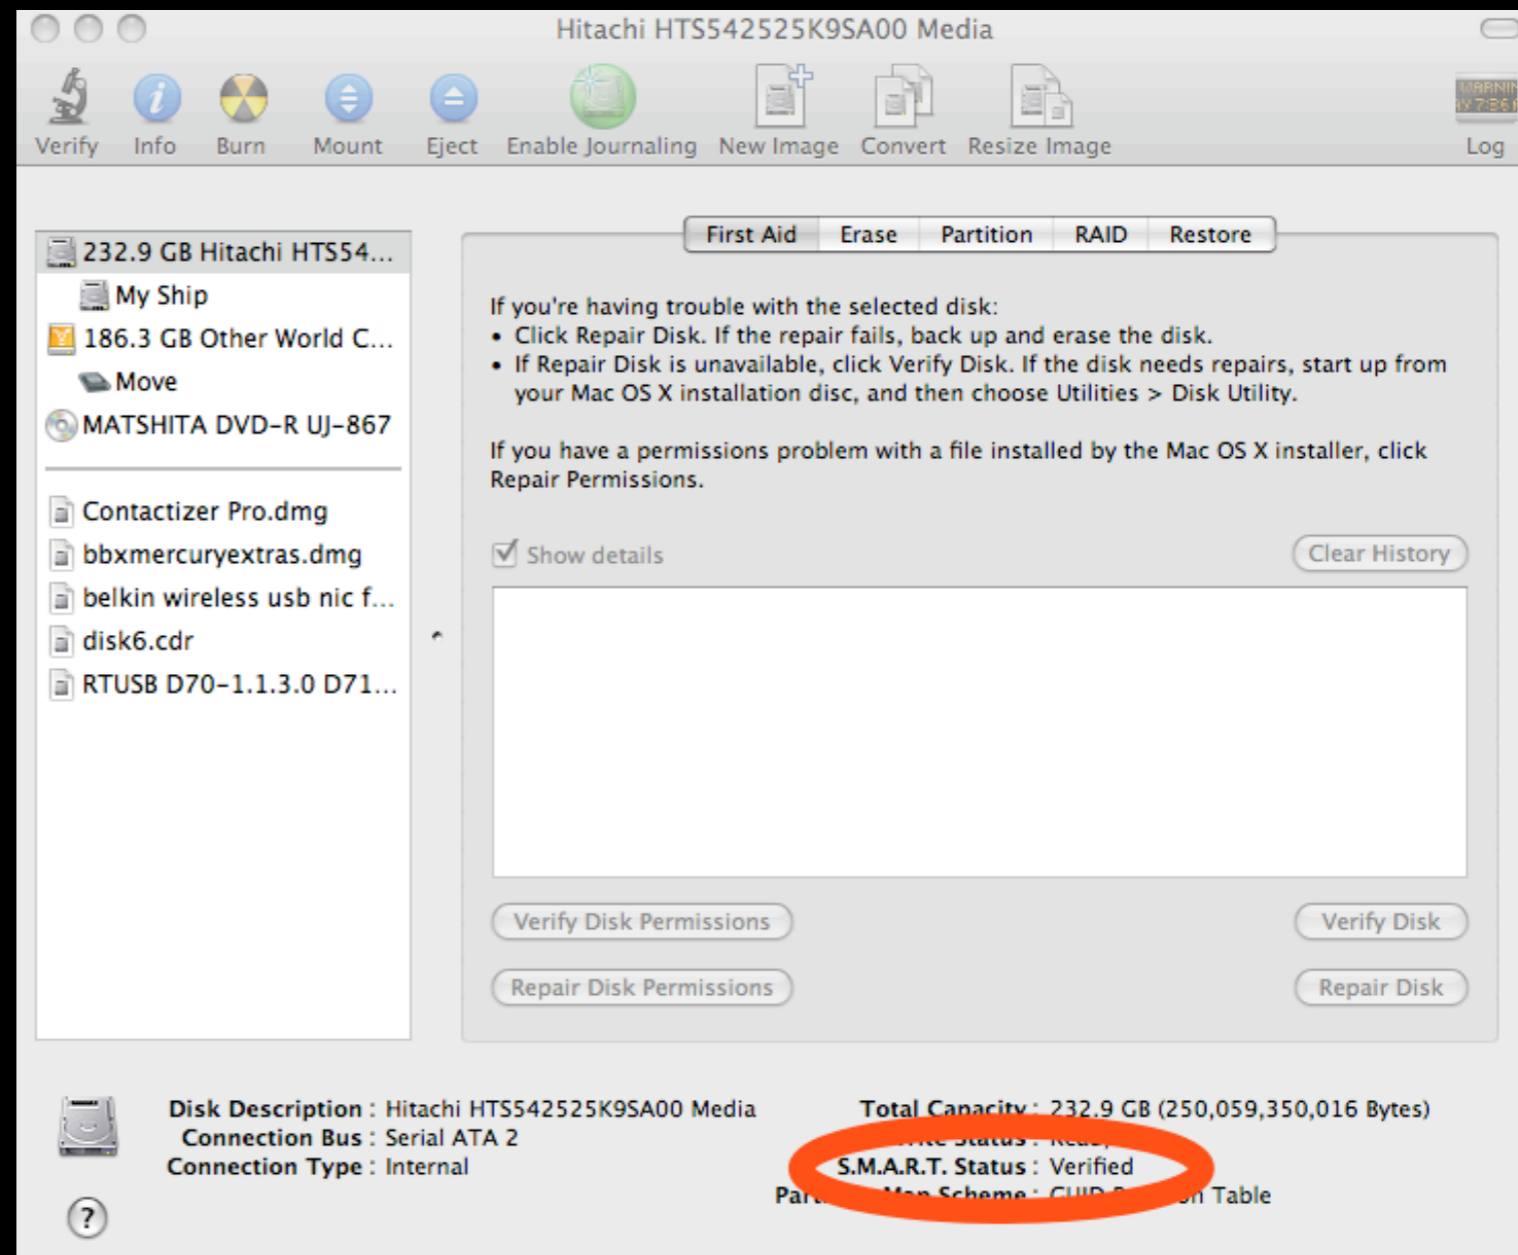 Hitachi HTS542525K9SA00 Media
Verify Info Burn Mount Eject Enable Journaling New Image Convert Resize Image Log
232.9 GB Hitachi HTS54...
My Ship
186.3 GB Other World C...
Move
MATSHITA DVD-R UJ-867
Contactizer Pro.dmg
bbxmercuryextras.dmg
belkin wireless usb nic f...
disk6.cdr
RTUSB D70-1.1.3.0 D71...
First Aid Erase Partition RAID Restore
If you're having trouble with the selected disk:
• Click Repair Disk. If the repair fails, back up and erase the disk.
• If Repair Disk is unavailable, click Verify Disk. If the disk needs repairs, start up from
your Mac OS X installation disc, and then choose Utilities > Disk Utility.
If you have a permissions problem with a file installed by the Mac OS X installer, click
Repair Permissions.
Show details Clear History
Verify Disk Permissions Verify Disk
Repair Disk Permissions Repair Disk
Disk Description : Hitachi HTS542525K9SA00 Media
Connection Bus : Serial ATA 2
Connection Type : Internal
Total Capacity : 232.9 GB (250,059,350,016 Bytes)
Status :
S.M.A.R.T. Status : Verified
Map Scheme : GUID Table
?